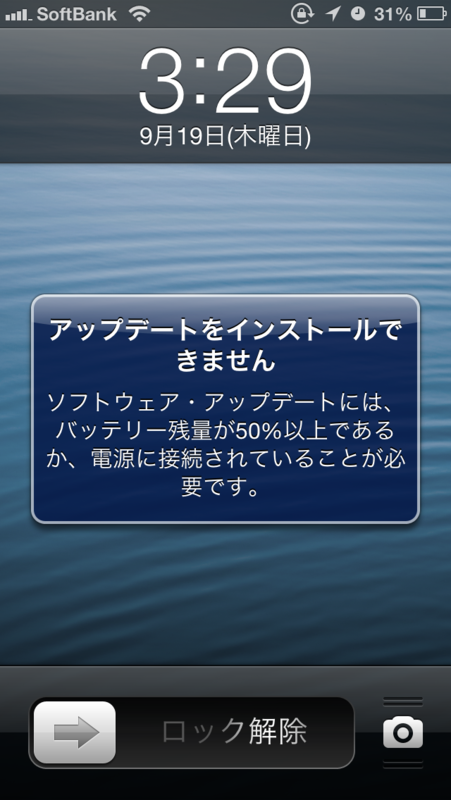 SoftBank 31%
3:29
9月19日(木曜日)
アップデートをインストールで
きません
ソフトウェア・アップデートには、
バッテリー残量が50%以上である
か、電源に接続されていることが必
要です。
ロック解除